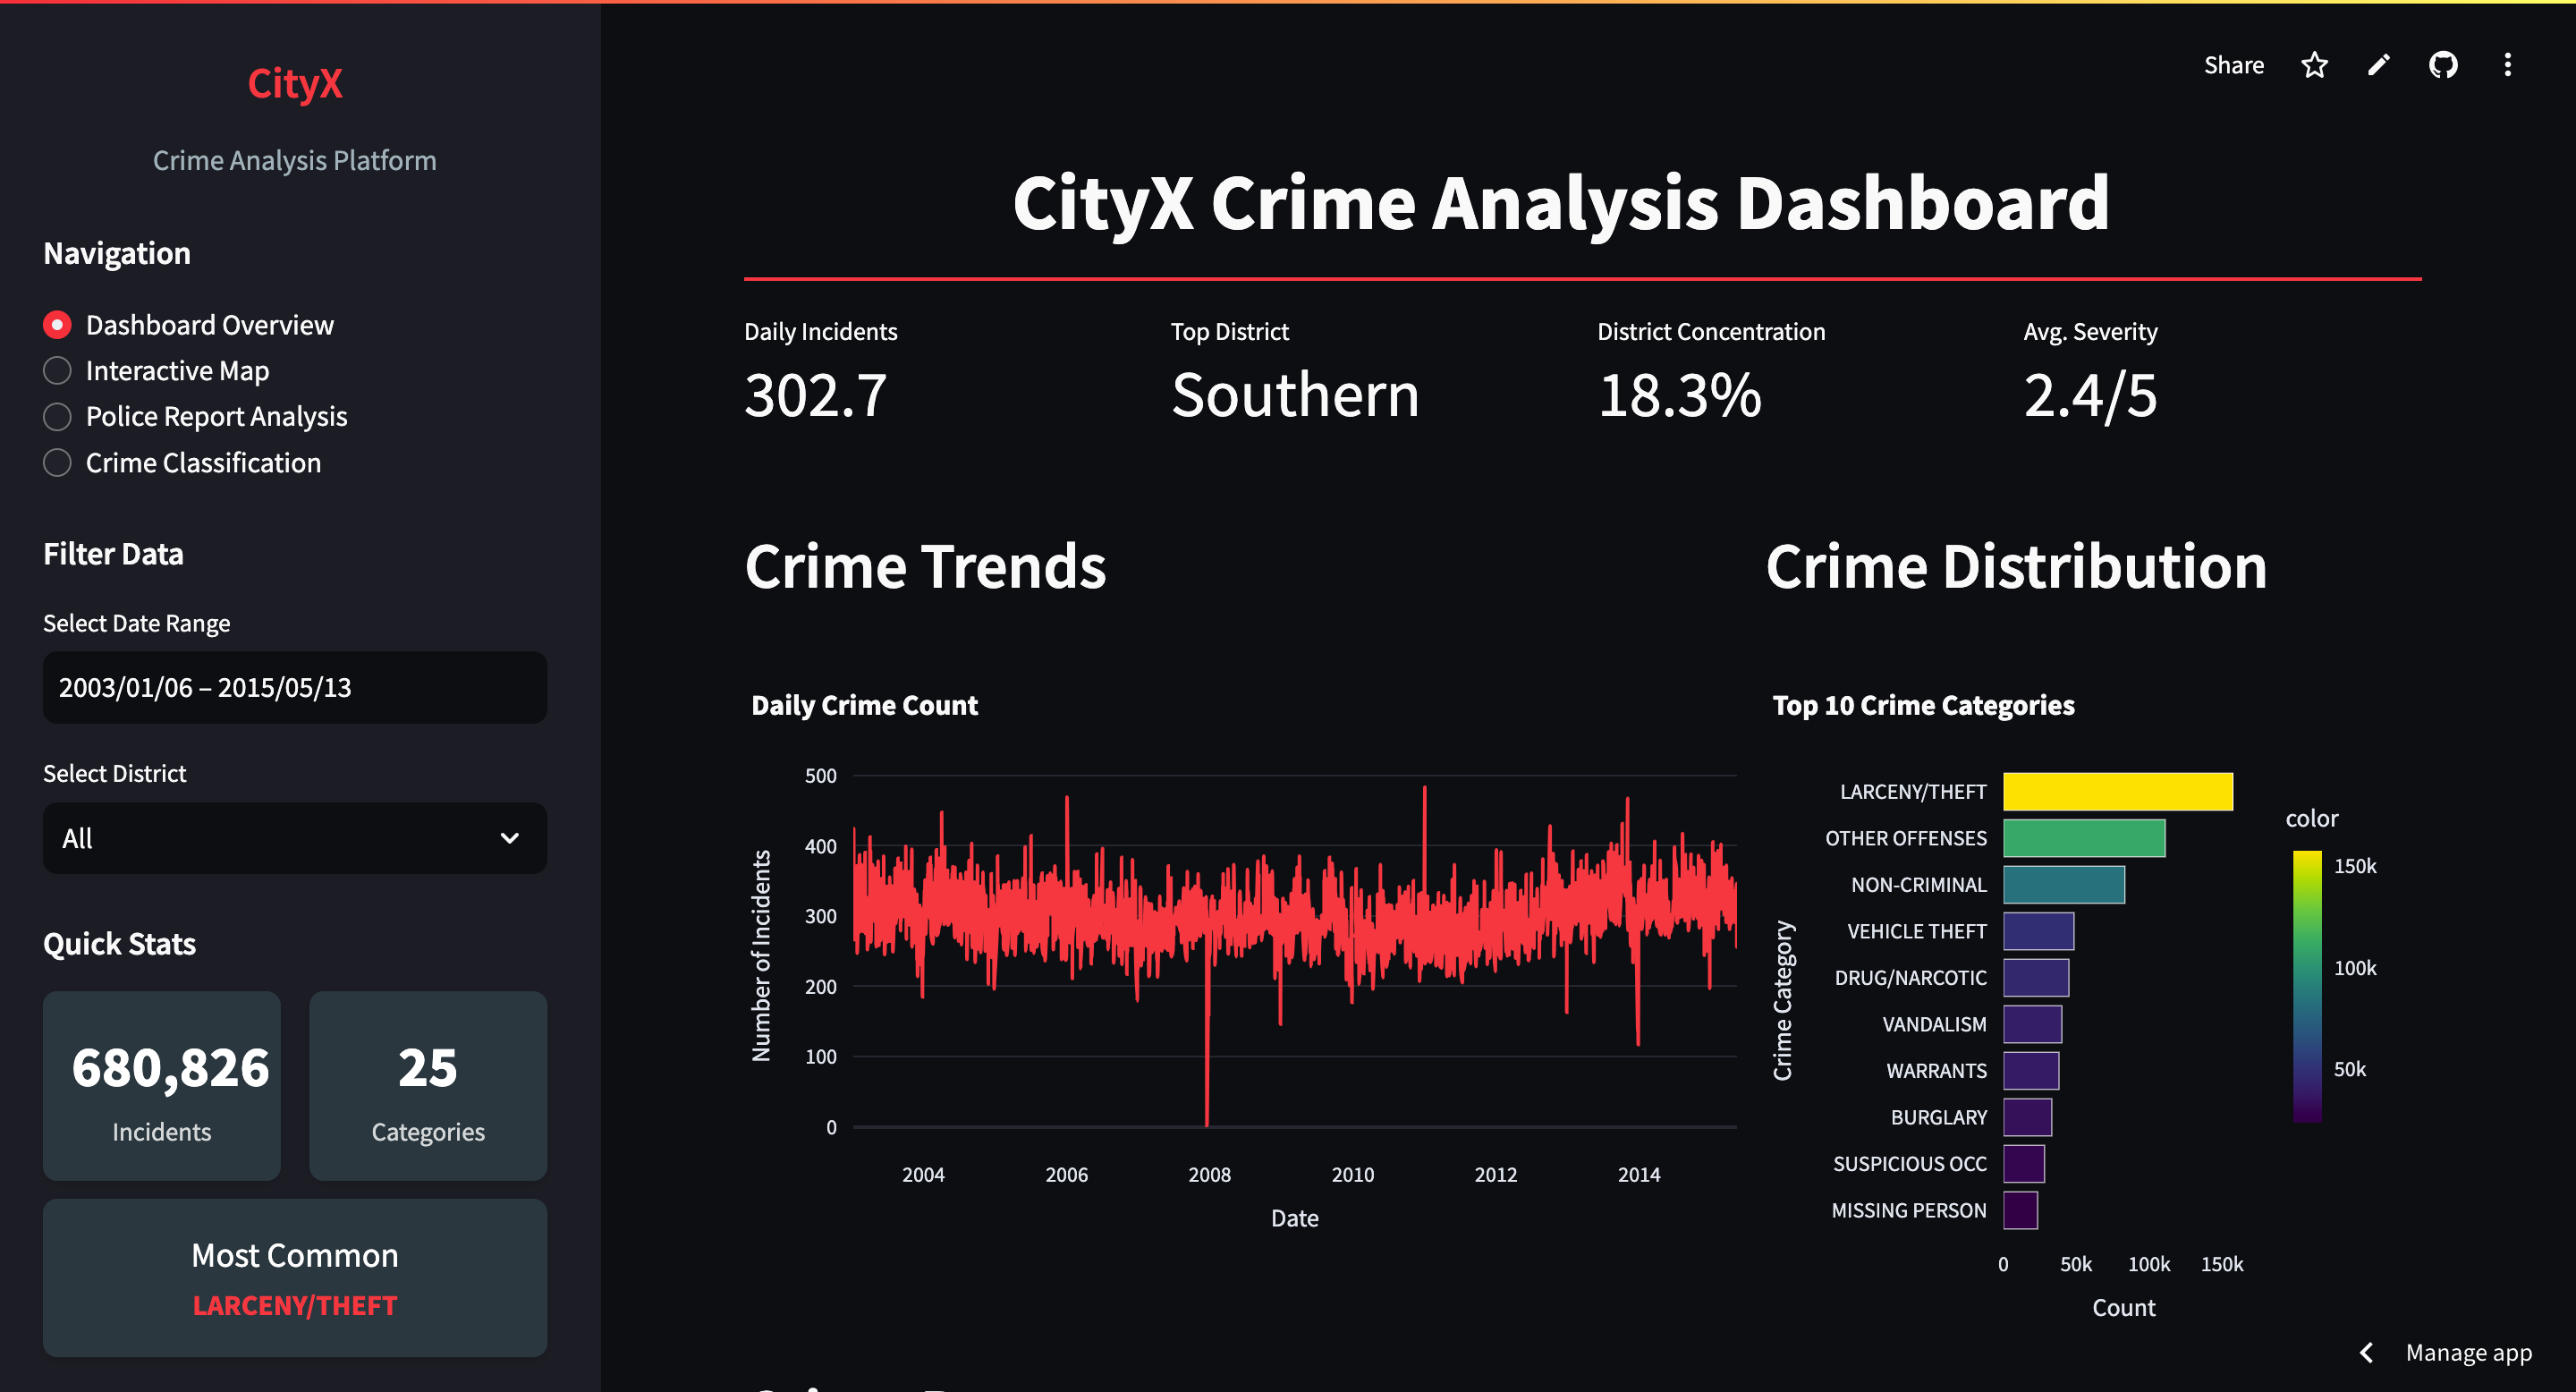 CityX
Crime Analysis Platform
Navigation
Dashboard Overview
Interactive Map
Police Report Analysis
Crime Classification
Filter Data
Select Date Range
2003/01/06 – 2015/05/13
Select District
All
Quick Stats
680,826
Incidents
25
Categories
Most Common
LARCENY/THEFT
Share
CityX Crime Analysis Dashboard
Daily Incidents
302.7
Top District
Southern
District Concentration
18.3%
Avg. Severity
2.4/5
Crime Trends
Daily Crime Count
Number of Incidents
500
400
300
200
100
0
2004 2006 2008 2010 2012 2014
Date
Crime Distribution
Top 10 Crime Categories
Crime Category
LARCENY/THEFT
OTHER OFFENSES
NON-CRIMINAL
VEHICLE THEFT
DRUG/NARCOTIC
VANDALISM
WARRANTS
BURGLARY
SUSPICIOUS OCC
MISSING PERSON
0 50k 100k 150k
Count
color
150k
100k
50k
Manage app